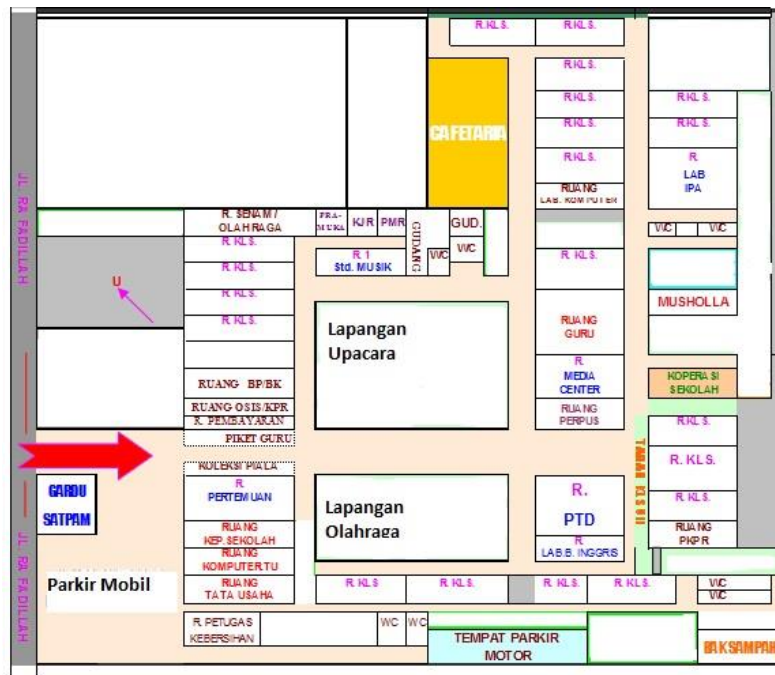 R.KLS.
R.KLS.
R.KLS.
R.KLS.
R.KLS.
R.KLS.
R.KLS.
CAFETARIA
R.KLS.
R.KLS.
R.
LAB
IPA
RUANG
LAB. KOMPUTER
JL. RA FADILLAH
R. SENAM /
OLAHRAGA
PRA-
MUKA
KJR
PMR
GUDANG
GUD.
WC
WC
WC
WC
R. KLS.
R. KLS.
R. KLS.
R. KLS.
R. 1
Std. MUSIK
R. KLS.
U
MUSHOLLA
Lapangan
Upacara
RUANG
GURU
R.
MEDIA
CENTER
KOPERASI
SEKOLAH
RUANG BP/BK
RUANG OSIS/KPR
R. PEMBAYARAN
PIKET GURU
RUANG
PERPUS
R.KLS.
R. KLS.
R. KLS.
RUANG
PKPR
KOLEKSI PIALA
R.
PERTEMUAN
GARDU
SATPAM
Lapangan
Olahraga
R.
PTD
R.
LAB.B. INGGRIS
RUANG
KEP.SEKOLAH
RUANG
KOMPUTER TU
RUANG
TATA USAHA
JL. RA FADILLAH
Parkir Mobil
R. KLS
R. KLS.
R. KLS.
R. KLS.
WC
WC
R. PETUGAS
KEBERSIHAN
WC
WC
TEMPAT PARKIR
MOTOR
BAK SAMPAH